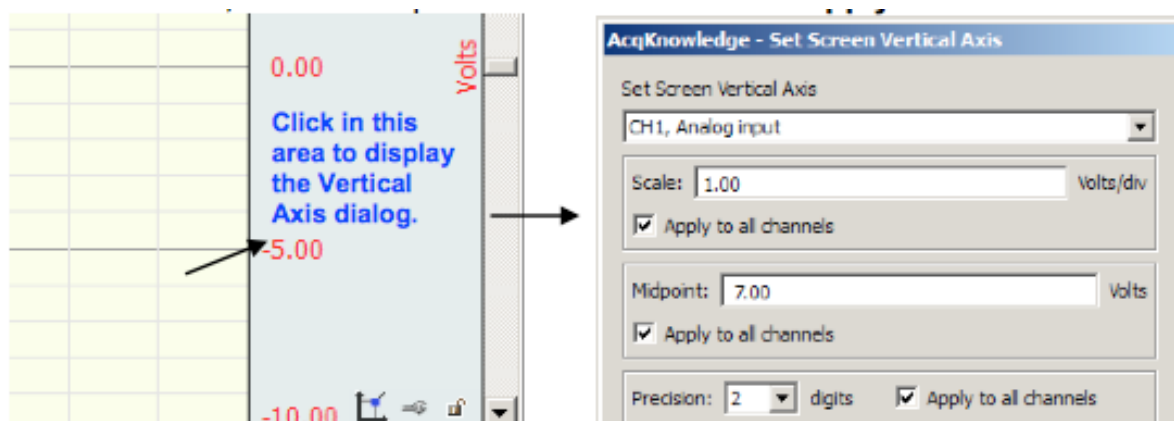 0.00
Volts
Click in this
area to display
the Vertical
Axis dialog.
-5.00
-10.00
AcqKnowledge - Set Screen Vertical Axis
Set Screen Vertical Axis
CH1, Analog input
Scale: 1.00 Volts/div
Apply to all channels
Midpoint: 7.00 Volts
Apply to all channels
Precision: 2 digits Apply to all channels